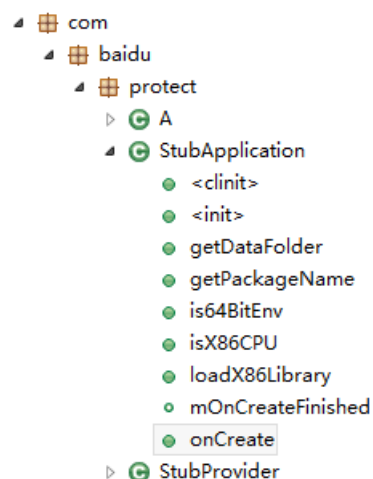 com
baidu
protect
A
StubApplication
<clinit>
<init>
getDataFolder
getPackageName
is64BitEnv
isX86CPU
loadX86Library
mOnCreateFinished
onCreate
StubProvider